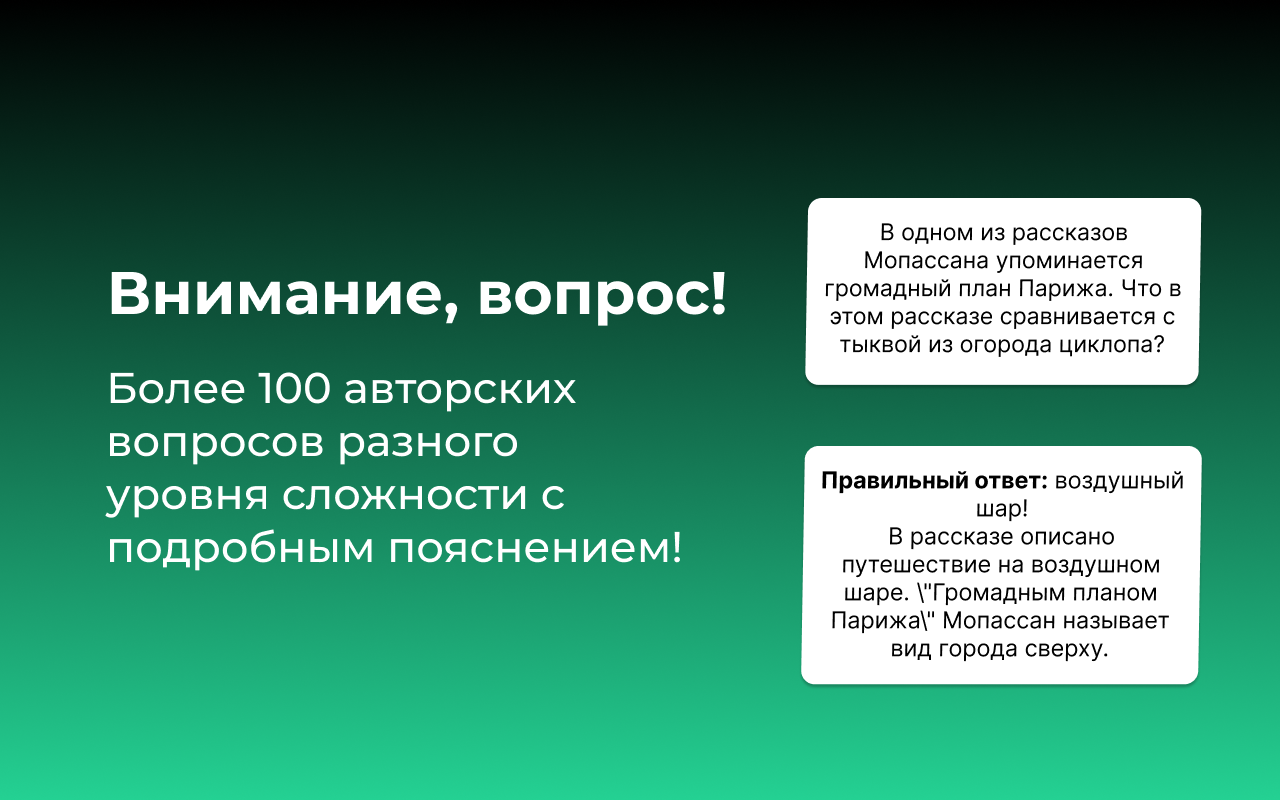 Внимание, вопрос!
Более 100 авторских
вопросов разного
уровня сложности с
подробным пояснением!
В одном из рассказов
Мопассана упоминается
громадный план Парижа. Что в
этом рассказе сравнивается с
тыквой из огорода циклопа?
Правильный ответ: воздушный
шар!
В рассказе описано
путешествие на воздушном
шаре. \"Громадным планом
Парижа\" Мопассан называет
вид города сверху.